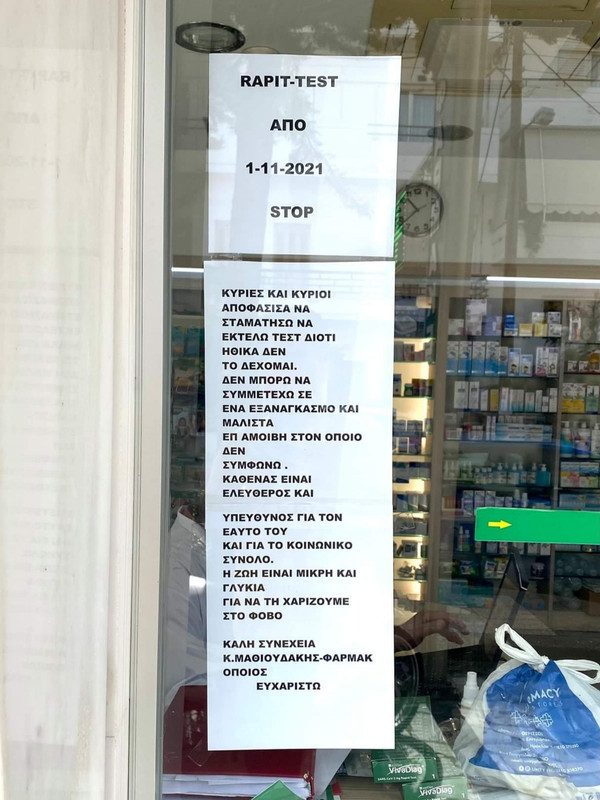 RAPIT-TEST
ΑΠΟ
1-11-2021
STOP
ΚΥΡΙΕΣ ΚΑΙ ΚΥΡΙΟΙ
ΑΠΟΦΑΣΙΣΑ ΝΑ
ΣΤΑΜΑΤΗΣΩ ΝΑ
ΕΚΤΕΛΩ ΤΕΣΤ ΔΙΟΤΙ
ΗΘΙΚΑ ΔΕΝ
ΤΟ ΔΕΧΟΜΑΙ.
ΔΕΝ ΜΠΟΡΩ ΝΑ
ΣΥΜΜΕΤΕΧΩ ΣΕ
ΕΝΑ ΕΞΑΝΑΓΚΑΣΜΟ ΚΑΙ
ΜΑΛΙΣΤΑ
ΕΠ ΑΜΟΙΒΗ ΣΤΟΝ ΟΠΟΙΟ
ΔΕΝ
ΣΥΜΦΩΝΩ .
ΚΑΘΕΝΑΣ ΕΙΝΑΙ
ΕΛΕΥΘΕΡΟΣ ΚΑΙ
ΥΠΕΥΘΥΝΟΣ ΓΙΑ ΤΟΝ
ΕΑΥΤΟ ΤΟΥ
ΚΑΙ ΓΙΑ ΤΟ ΚΟΙΝΩΝΙΚΟ
ΣΥΝΟΛΟ.
Η ΖΩΗ ΕΙΝΑΙ ΜΙΚΡΗ ΚΑΙ
ΓΛΥΚΙΑ
ΓΙΑ ΝΑ ΤΗ ΧΑΡΙΖΟΥΜΕ
ΣΤΟ ΦΟΒΟ
ΚΑΛΗ ΣΥΝΕΧΕΙΑ
Κ.ΜΑΘΙΟΥΔΑΚΗΣ-ΦΑΡΜΑΚ
ΟΠΟΙΟΣ
ΕΥΧΑΡΙΣΤΩ
VivaDiag
VivaDiag